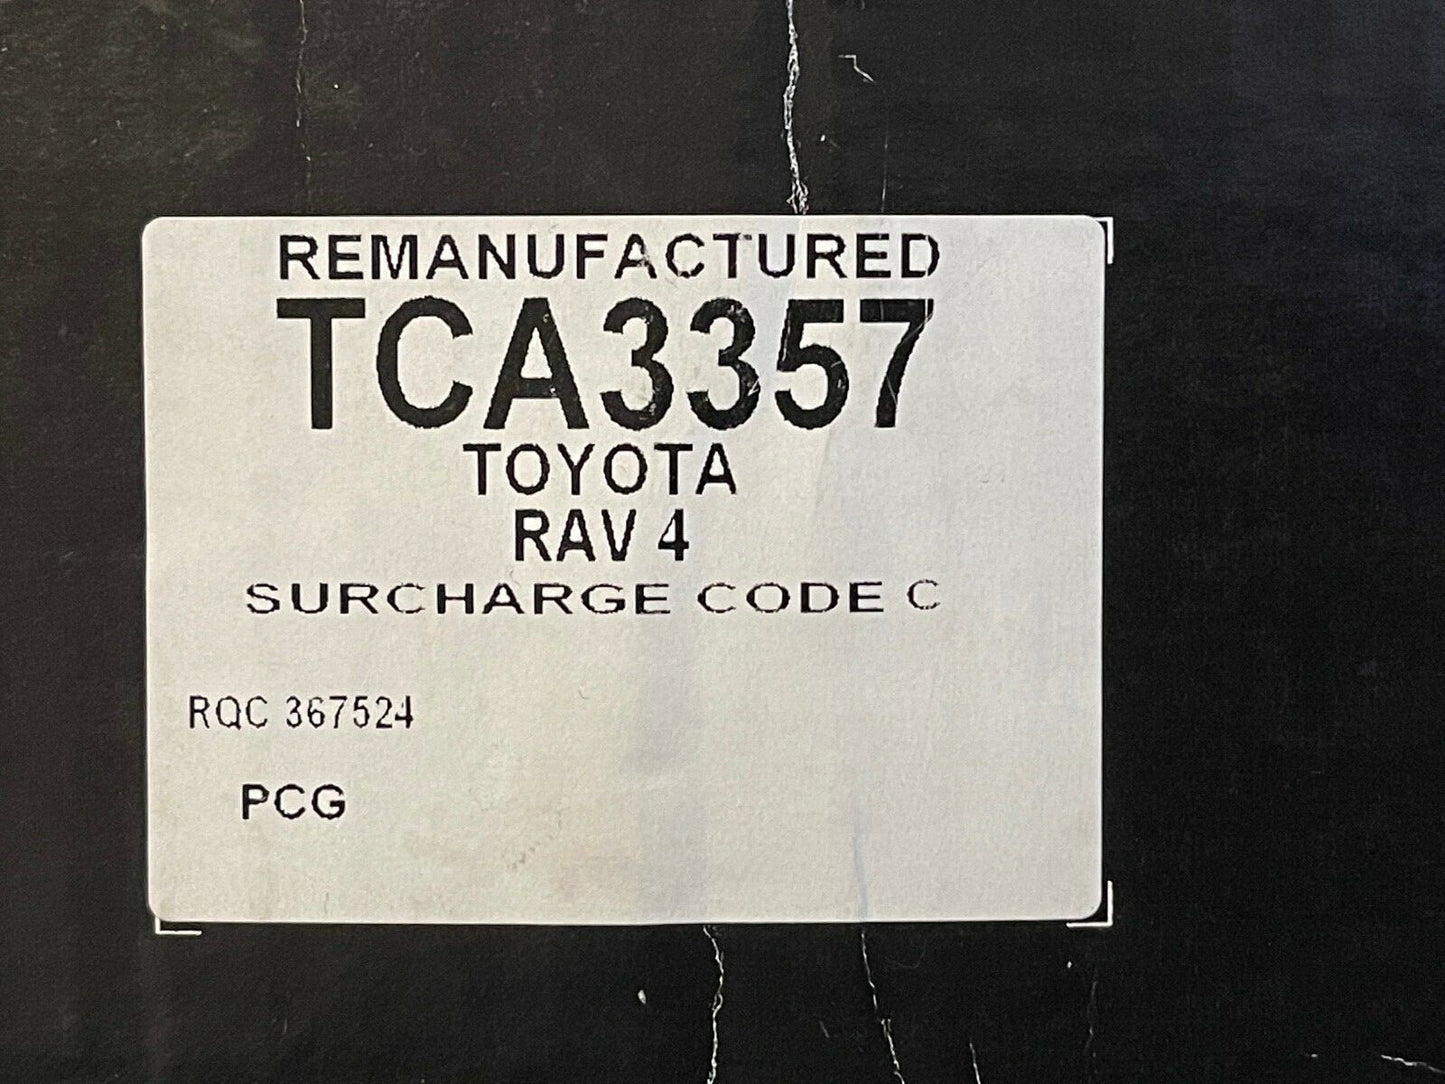 REMANUFACTURED
TCA3357
TOYOTA
RAV 4
SURCHARGE CODE C
RQC 367524
PCG